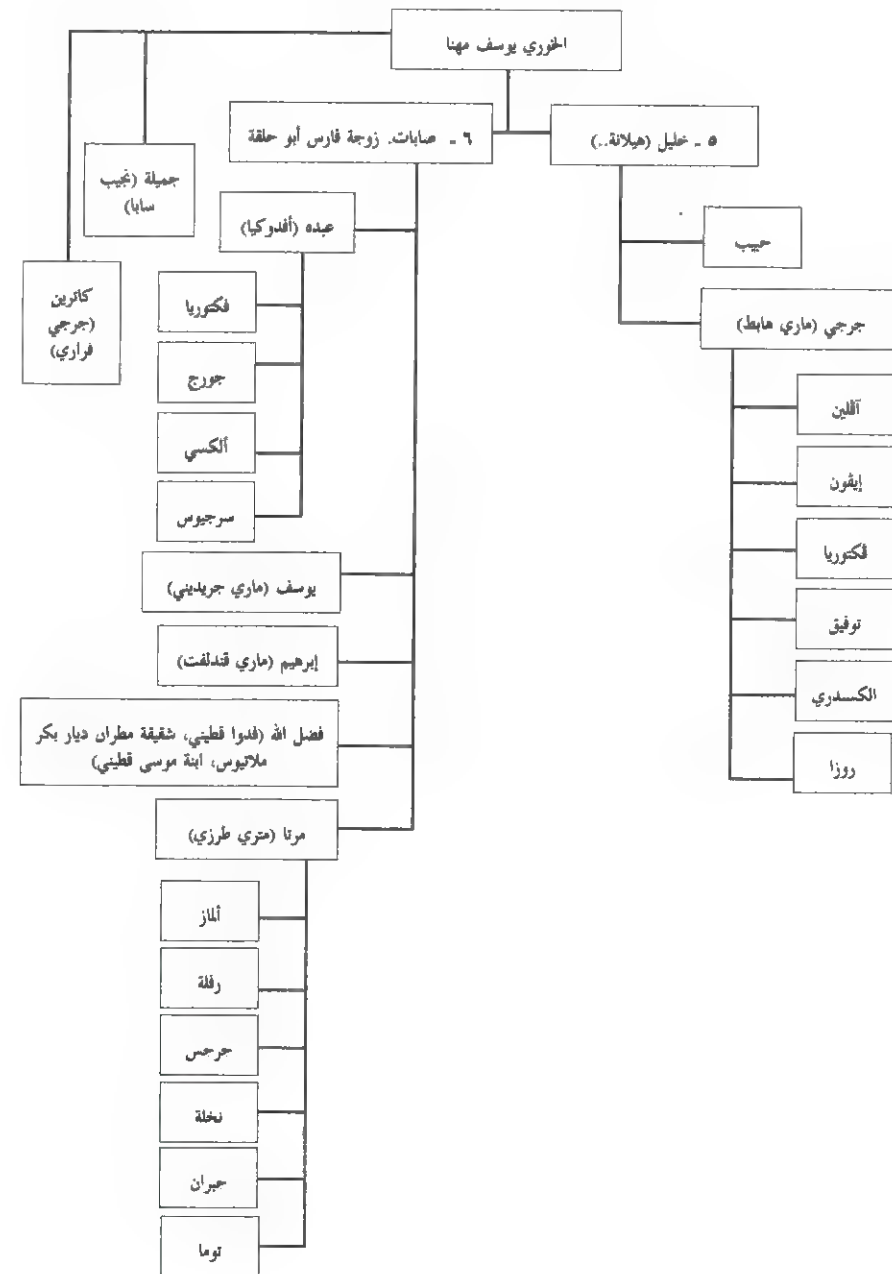 الخوري يوسف مهنا
٥ ـ خليل (هيلانة..)
حبيب
جرجي (ماري هابط)
آڤلين
إيڤون
ڤكتوريا
توفيق
الكسندري
روزا
٦ ـ صابات. زوجة فارس أبو حلقة
عبده (أفدوكيا)
فكتوريا
جورج
ألكسي
سرجيوس
يوسف (ماري جريديني)
إبرهيم (ماري قندلفت)
فضل الله (فدوا قطيني، شقيقة مطران ديار بكر
ملاتيوس، ابنة موسى قطيني)
مرتا (متري طرزي)
ألماز
رفلة
جرجس
نخلة
جبران
توما
جميلة (نجيب
سابا)
كاترين
(جرجي
فراري)